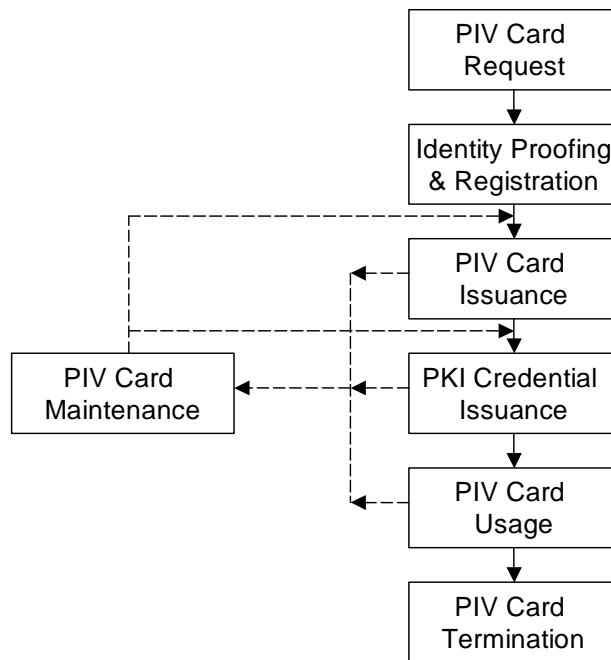 PIV Card
Request
Identity Proofing
& Registration
PIV Card
Issuance
PIV Card
Maintenance
PKI Credential
Issuance
PIV Card
Usage
PIV Card
Termination